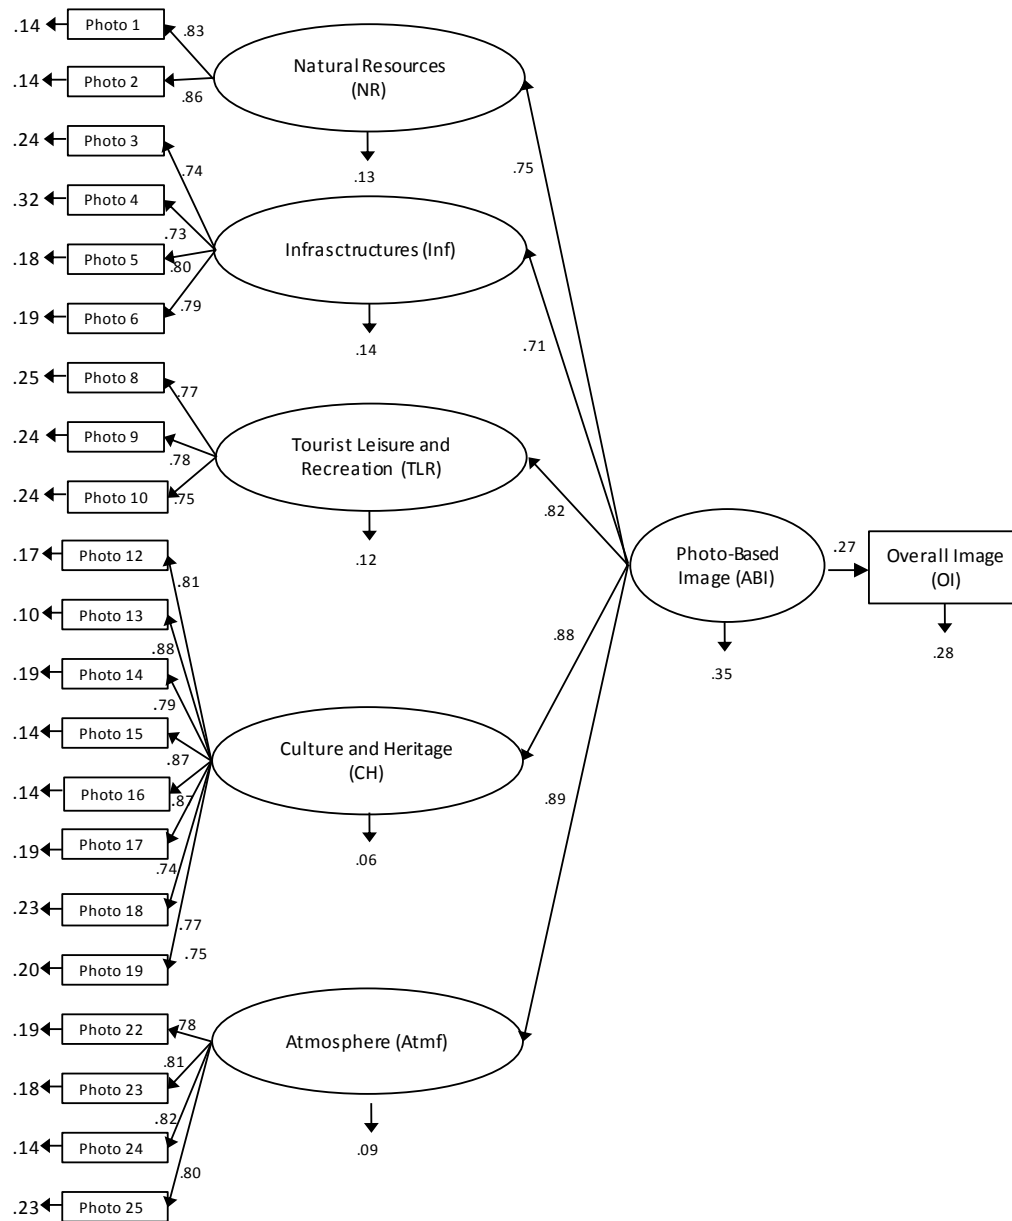 .14 Photo 1 .83
.14 Photo 2 .86
Natural Resources
(NR)
.13
.24 Photo 3 .74
.32 Photo 4 .73
.18 Photo 5 .80
.19 Photo 6 .79
Infrasctructures (Inf)
.14
.25 Photo 8 .77
.24 Photo 9 .78
.24 Photo 10 .75
Tourist Leisure and
Recreation (TLR)
.12
.17 Photo 12 .81
.10 Photo 13 .88
.19 Photo 14 .79
.14 Photo 15 .87
.14 Photo 16 .87
.19 Photo 17 .74
.23 Photo 18 .77
.20 Photo 19 .75
Culture and Heritage
(CH)
.06
.19 Photo 22 .78
.18 Photo 23 .81
.14 Photo 24 .82
.23 Photo 25 .80
Atmosphere (Atmf)
.09
.75
.71
.82
.88
.89
Photo-Based
Image (ABI)
.35
.27
Overall Image
(OI)
.28